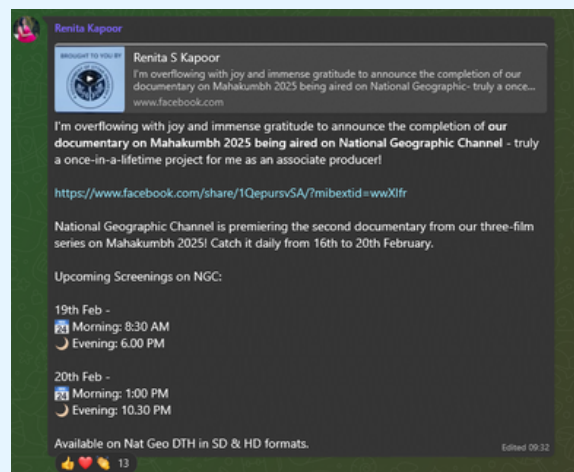 Renita Kapoor
BROUGHT TO YOU BY
Renita S Kapoor
I'm overflowing with joy and immense gratitude to announce the completion of our
documentary on Mahakumbh 2025 being aired on National Geographic- truly a once...
www.facebook.com
I'm overflowing with joy and immense gratitude to announce the completion of our
documentary on Mahakumbh 2025 being aired on National Geographic Channel - truly
a once-in-a-lifetime project for me as an associate producer!
https://www.facebook.com/share/1QepursvSA/?mibextid=wwXIfr
National Geographic Channel is premiering the second documentary from our three-film
series on Mahakumbh 2025! Catch it daily from 16th to 20th February.
Upcoming Screenings on NGC:
19th Feb -
📅 Morning: 8:30 AM
🌙 Evening: 6.00 PM
20th Feb -
📅 Morning: 1:00 PM
🌙 Evening: 10.30 PM
Available on Nat Geo DTH in SD & HD formats.
Edited 09:32
👍❤️👏 13